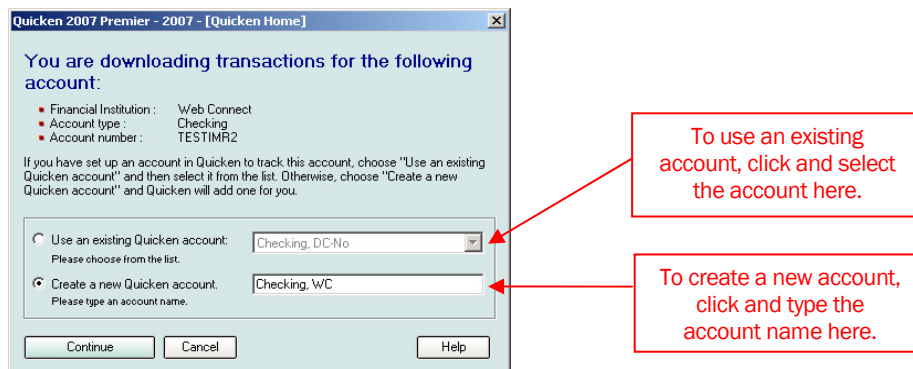 Quicken 2007 Premier - 2007 - [Quicken Home]
You are downloading transactions for the following
account:
Financial Institution : Web Connect
Account type : Checking
Account number : TESTIMR2
If you have set up an account in Quicken to track this account, choose "Use an existing
Quicken account" and then select it from the list. Otherwise, choose "Create a new
Quicken account" and Quicken will add one for you.
Use an existing Quicken account:
Checking, DC-No
Please choose from the list.
Create a new Quicken account.
Checking, WC
Please type an account name.
Continue
Cancel
Help
To use an existing
account, click and select
the account here.
To create a new account,
click and type the
account name here.